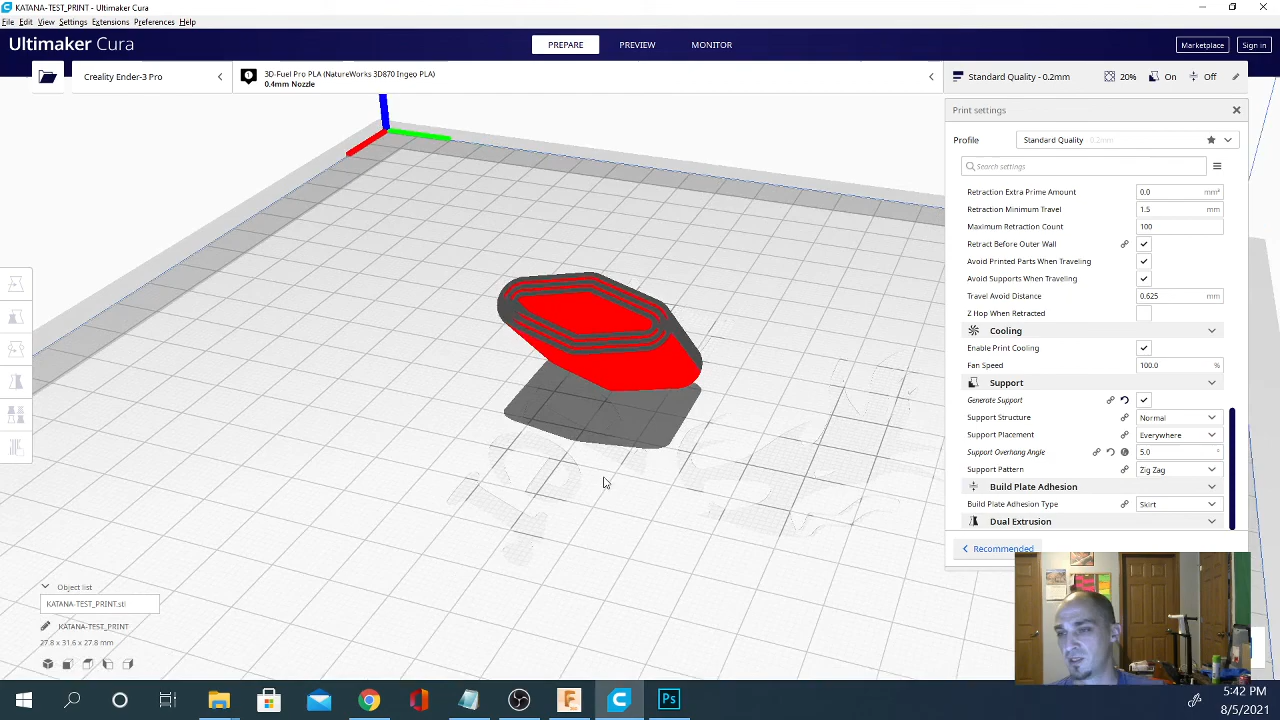 KATANA-TEST_PRINT - Ultimaker Cura
File Edit View Settings Extensions Preferences Help
Ultimaker Cura
PREPARE
PREVIEW
MONITOR
Marketplace
Sign in
Creality Ender-3 Pro
3D-Fuel Pro PLA (NatureWorks 3D870 Ingeo PLA)
0.4mm Nozzle
Standard Quality - 0.2mm
20%
On
Off
Print settings
Profile
Standard Quality 0.2mm
Search settings
Retraction Extra Prime Amount 0.0 mm³
Retraction Minimum Travel 1.5 mm
Maximum Retraction Count 100
Retract Before Outer Wall
Avoid Printed Parts When Traveling
Avoid Supports When Traveling
Travel Avoid Distance 0.625 mm
Z Hop When Retracted
Cooling
Enable Print Cooling
Fan Speed 100.0 %
Support
Generate Support
Support Structure Normal
Support Placement Everywhere
Support Overhang Angle 5.0 °
Support Pattern Zig Zag
Build Plate Adhesion
Build Plate Adhesion Type Skirt
Dual Extrusion
Recommended
Object list
KATANA-TEST_PRINT.stl
KATANA-TEST_PRINT
27.8 x 31.6 x 27.8 mm
Ps
5:42 PM
8/5/2021